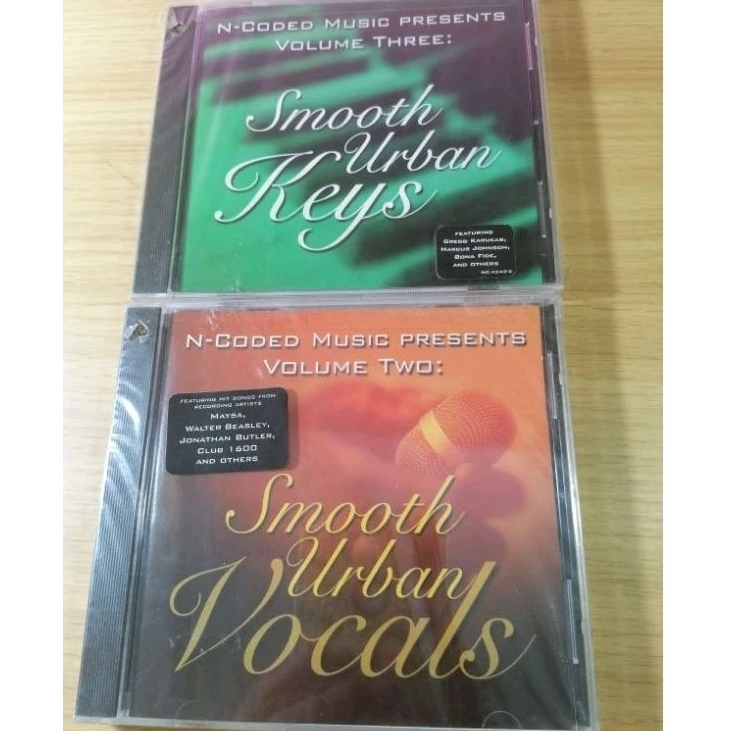 N-CODED MUSIC PRESENTS
VOLUME THREE:
Smooth
Urban
Keys
FEATURING
GREGG KARUKAS,
MARCUS JOHNSON,
BONA FIDE,
AND OTHERS
N-CODED MUSIC PRESENTS
VOLUME TWO:
FEATURING HIT SONGS FROM
RECORDING ARTISTS
MAYSA,
WALTER BEASLEY,
JONATHAN BUTLER,
CLUB 1600
AND OTHERS
Smooth
Urban
Vocals